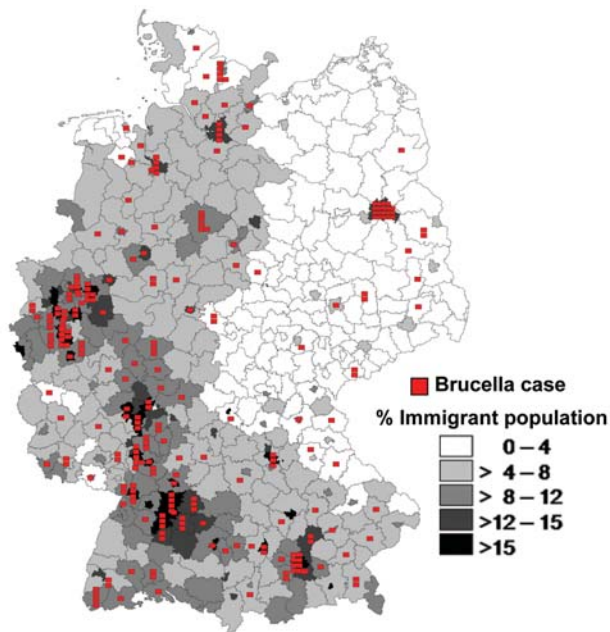 Brucella case
% Immigrant population
0 – 4
> 4 – 8
> 8 – 12
>12 – 15
>15